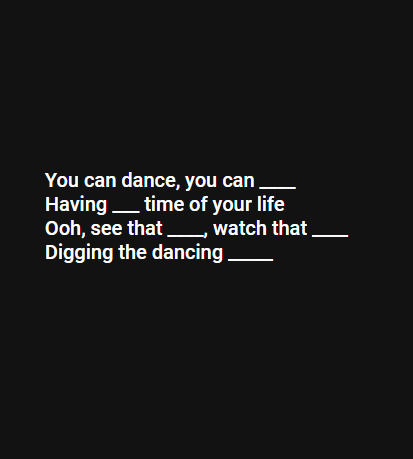 You can dance, you can ____
Having ___ time of your life
Ooh, see that ____, watch that ____
Digging the dancing _____